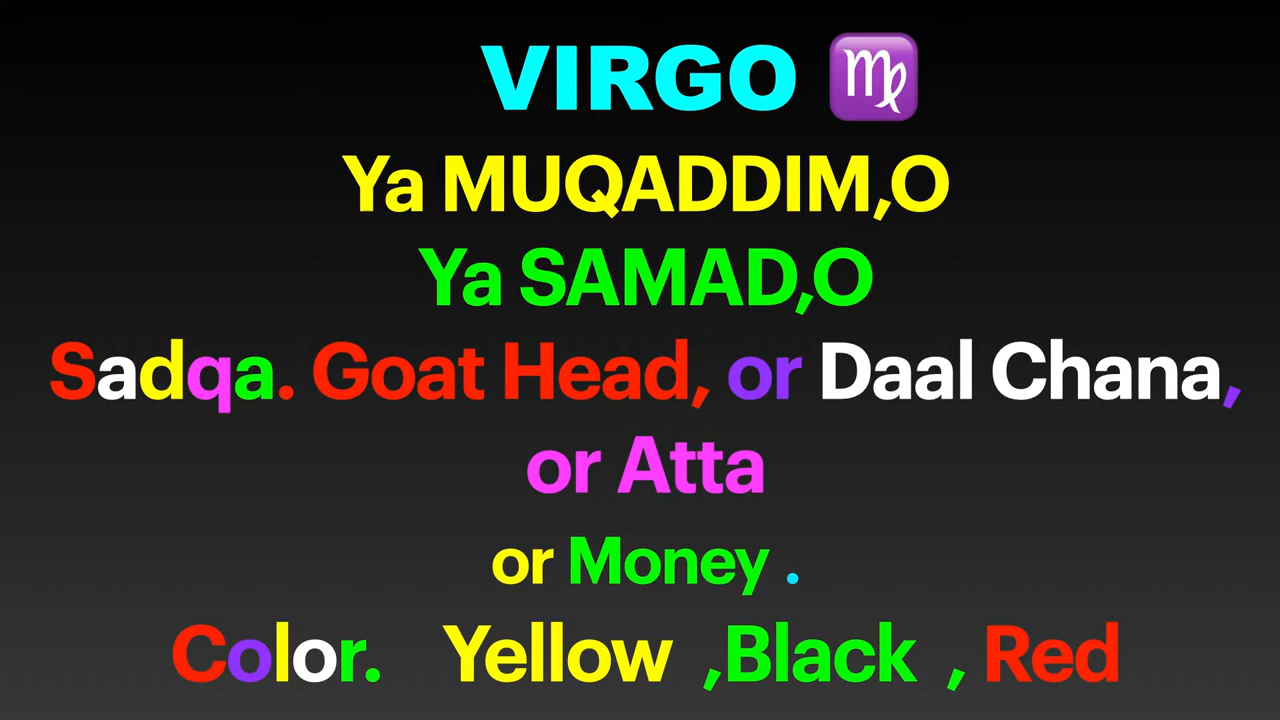 VIRGO ♍
Ya MUQADDIM,O
Ya SAMAD,O
Sadqa. Goat Head, or Daal Chana,
or Atta
or Money .
Color. Yellow ,Black , Red